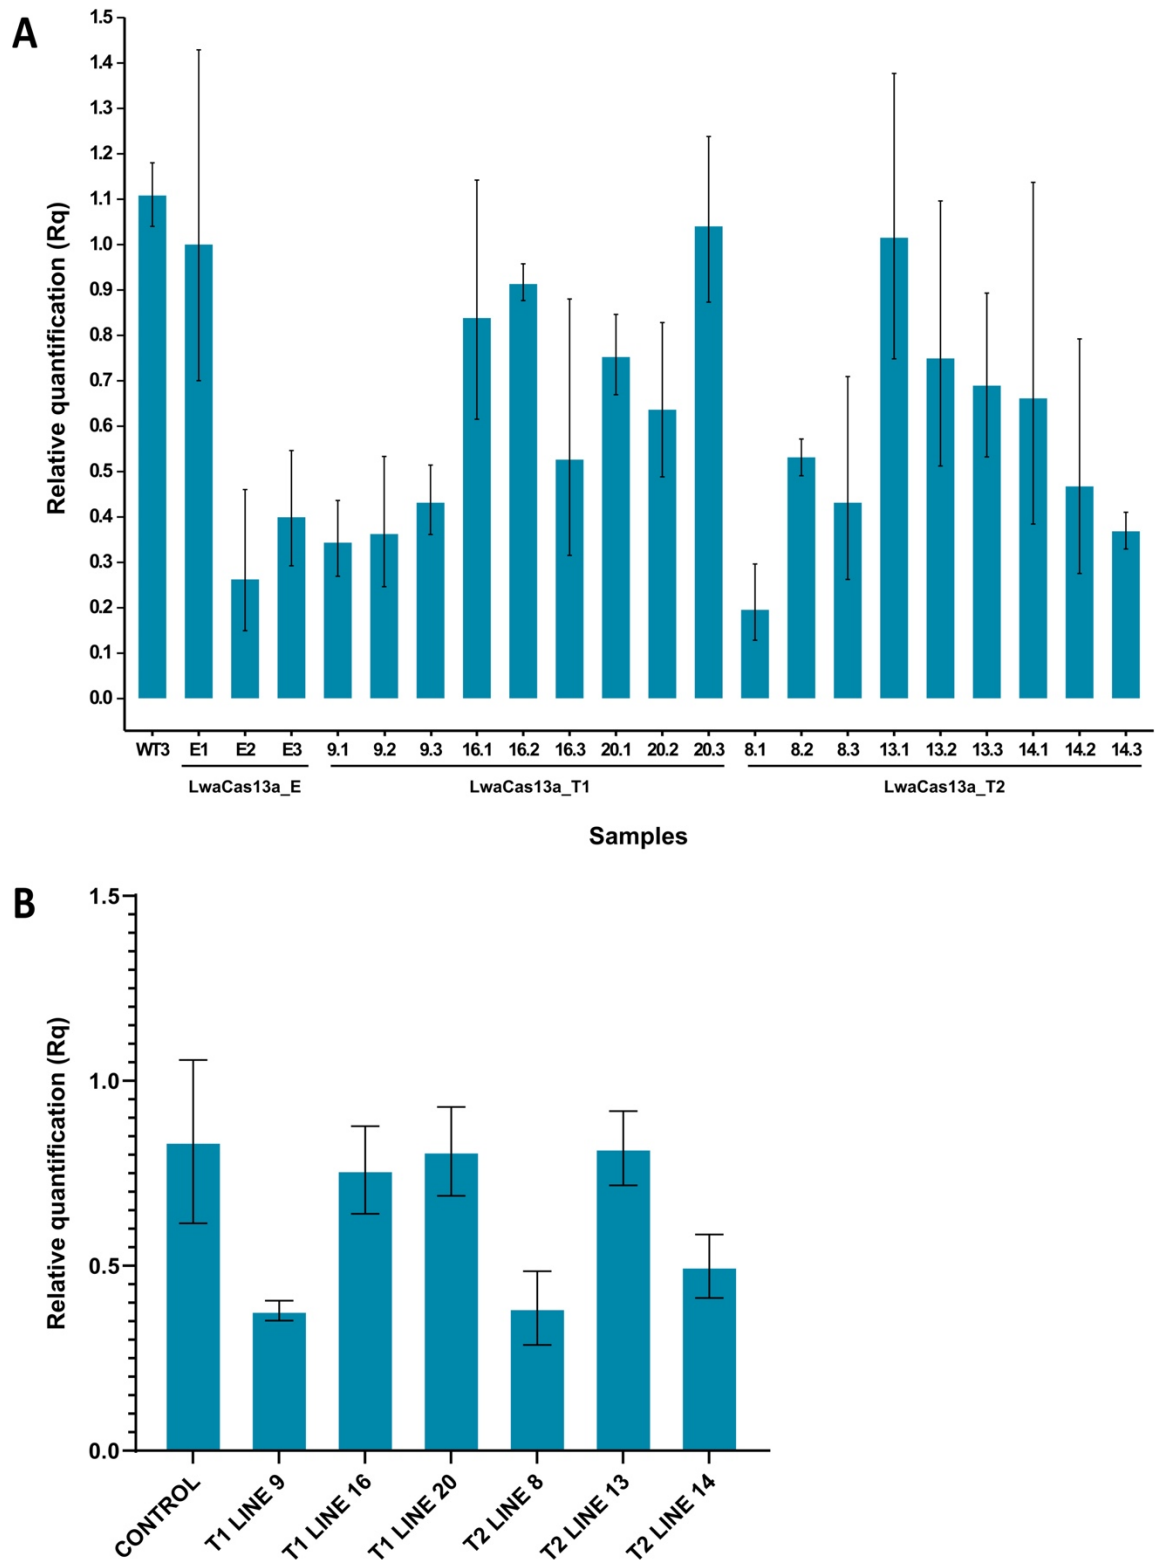 A
Relative quantification (Rq)
1.5
1.4
1.3
1.2
1.1
1.0
0.9
0.8
0.7
0.6
0.5
0.4
0.3
0.2
0.1
0.0
WT3 E1 E2 E3 9.1 9.2 9.3 16.1 16.2 16.3 20.1 20.2 20.3 8.1 8.2 8.3 13.1 13.2 13.3 14.1 14.2 14.3
LwaCas13a_E LwaCas13a_T1 LwaCas13a_T2
Samples
B
Relative quantification (Rq)
1.5
1.0
0.5
0.0
CONTROL
T1 LINE 9
T1 LINE 16
T1 LINE 20
T2 LINE 8
T2 LINE 13
T2 LINE 14